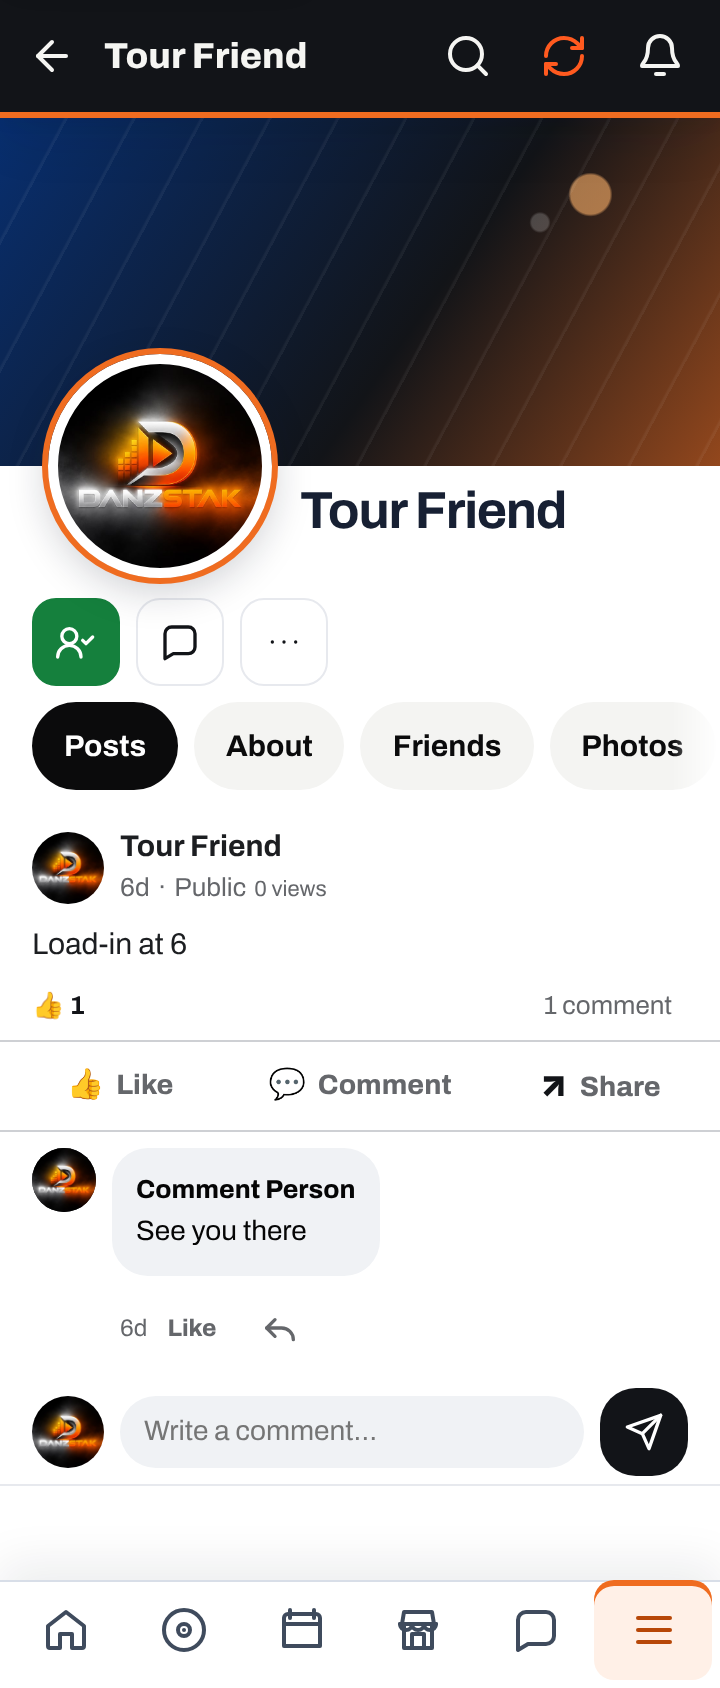 Tour Friend
DANZSTAK
Tour Friend
Posts
About
Friends
Photos
Tour Friend
6d · Public 0 views
Load-in at 6
👍 1
1 comment
👍 Like
💬 Comment
Share
Comment Person
See you there
6d Like
Write a comment...